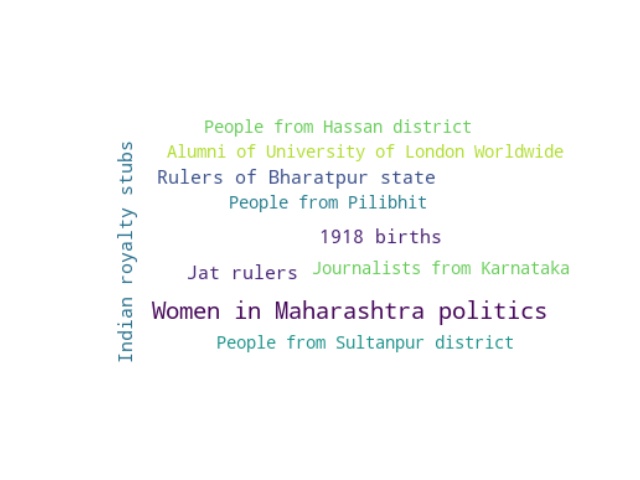 People from Hassan district
Alumni of University of London Worldwide
Rulers of Bharatpur state
People from Pilibhit
1918 births
Jat rulers
Journalists from Karnataka
Women in Maharashtra politics
People from Sultanpur district
Indian royalty stubs